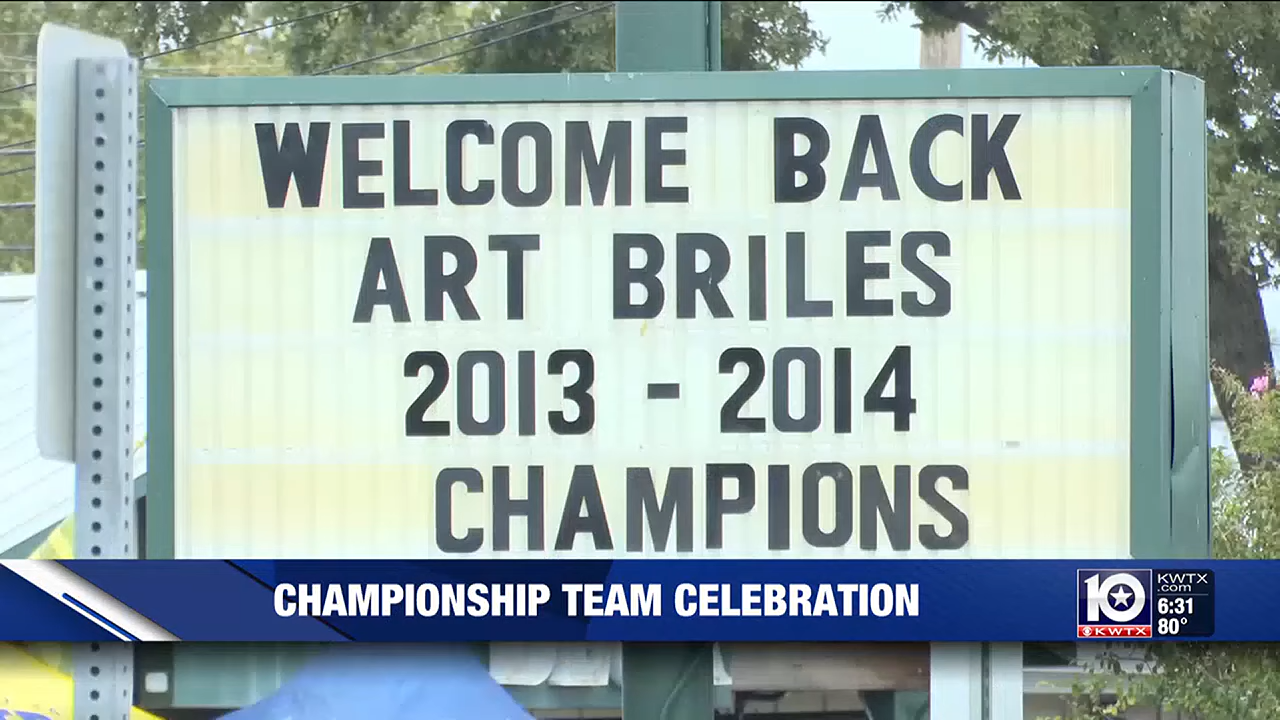 WELCOME BACK
ART BRILES
2013 - 2014
CHAMPIONS
CHAMPIONSHIP TEAM CELEBRATION
10
KWTX
KWTX
.com
6:31
80°